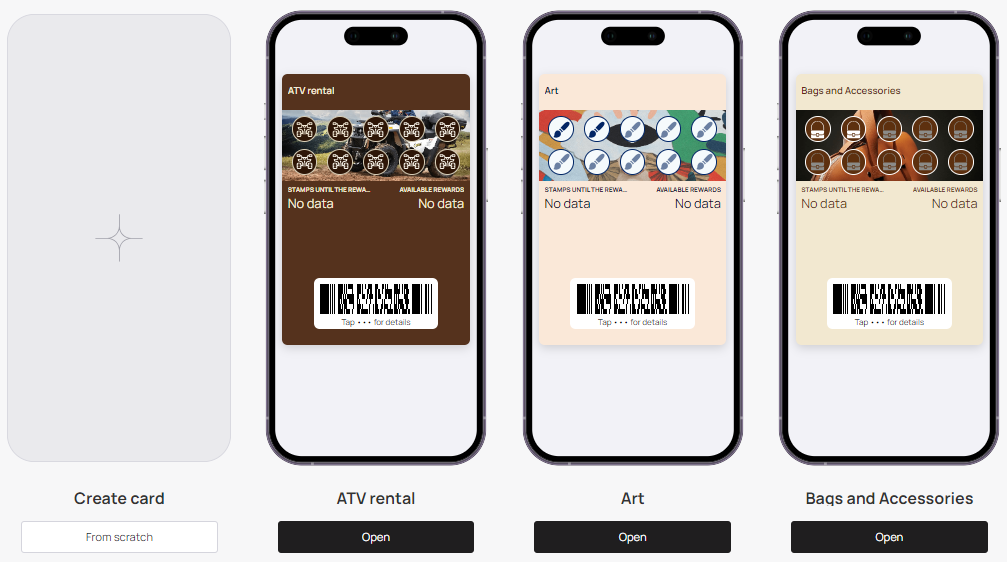 ATV rental
STAMPS UNTIL THE REWA... AVAILABLE REWARDS
No data No data
Tap ••• for details
Art
STAMPS UNTIL THE REWA... AVAILABLE REWARDS
No data No data
Tap ••• for details
Bags and Accessories
STAMPS UNTIL THE REWA... AVAILABLE REWARDS
No data No data
Tap ••• for details
Create card
From scratch
ATV rental
Open
Art
Open
Bags and Accessories
Open